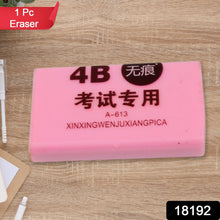 1 Pc
Eraser
4B 无痕
考试专用
A-613
XINXINGWENJUXIANGPICA
18192